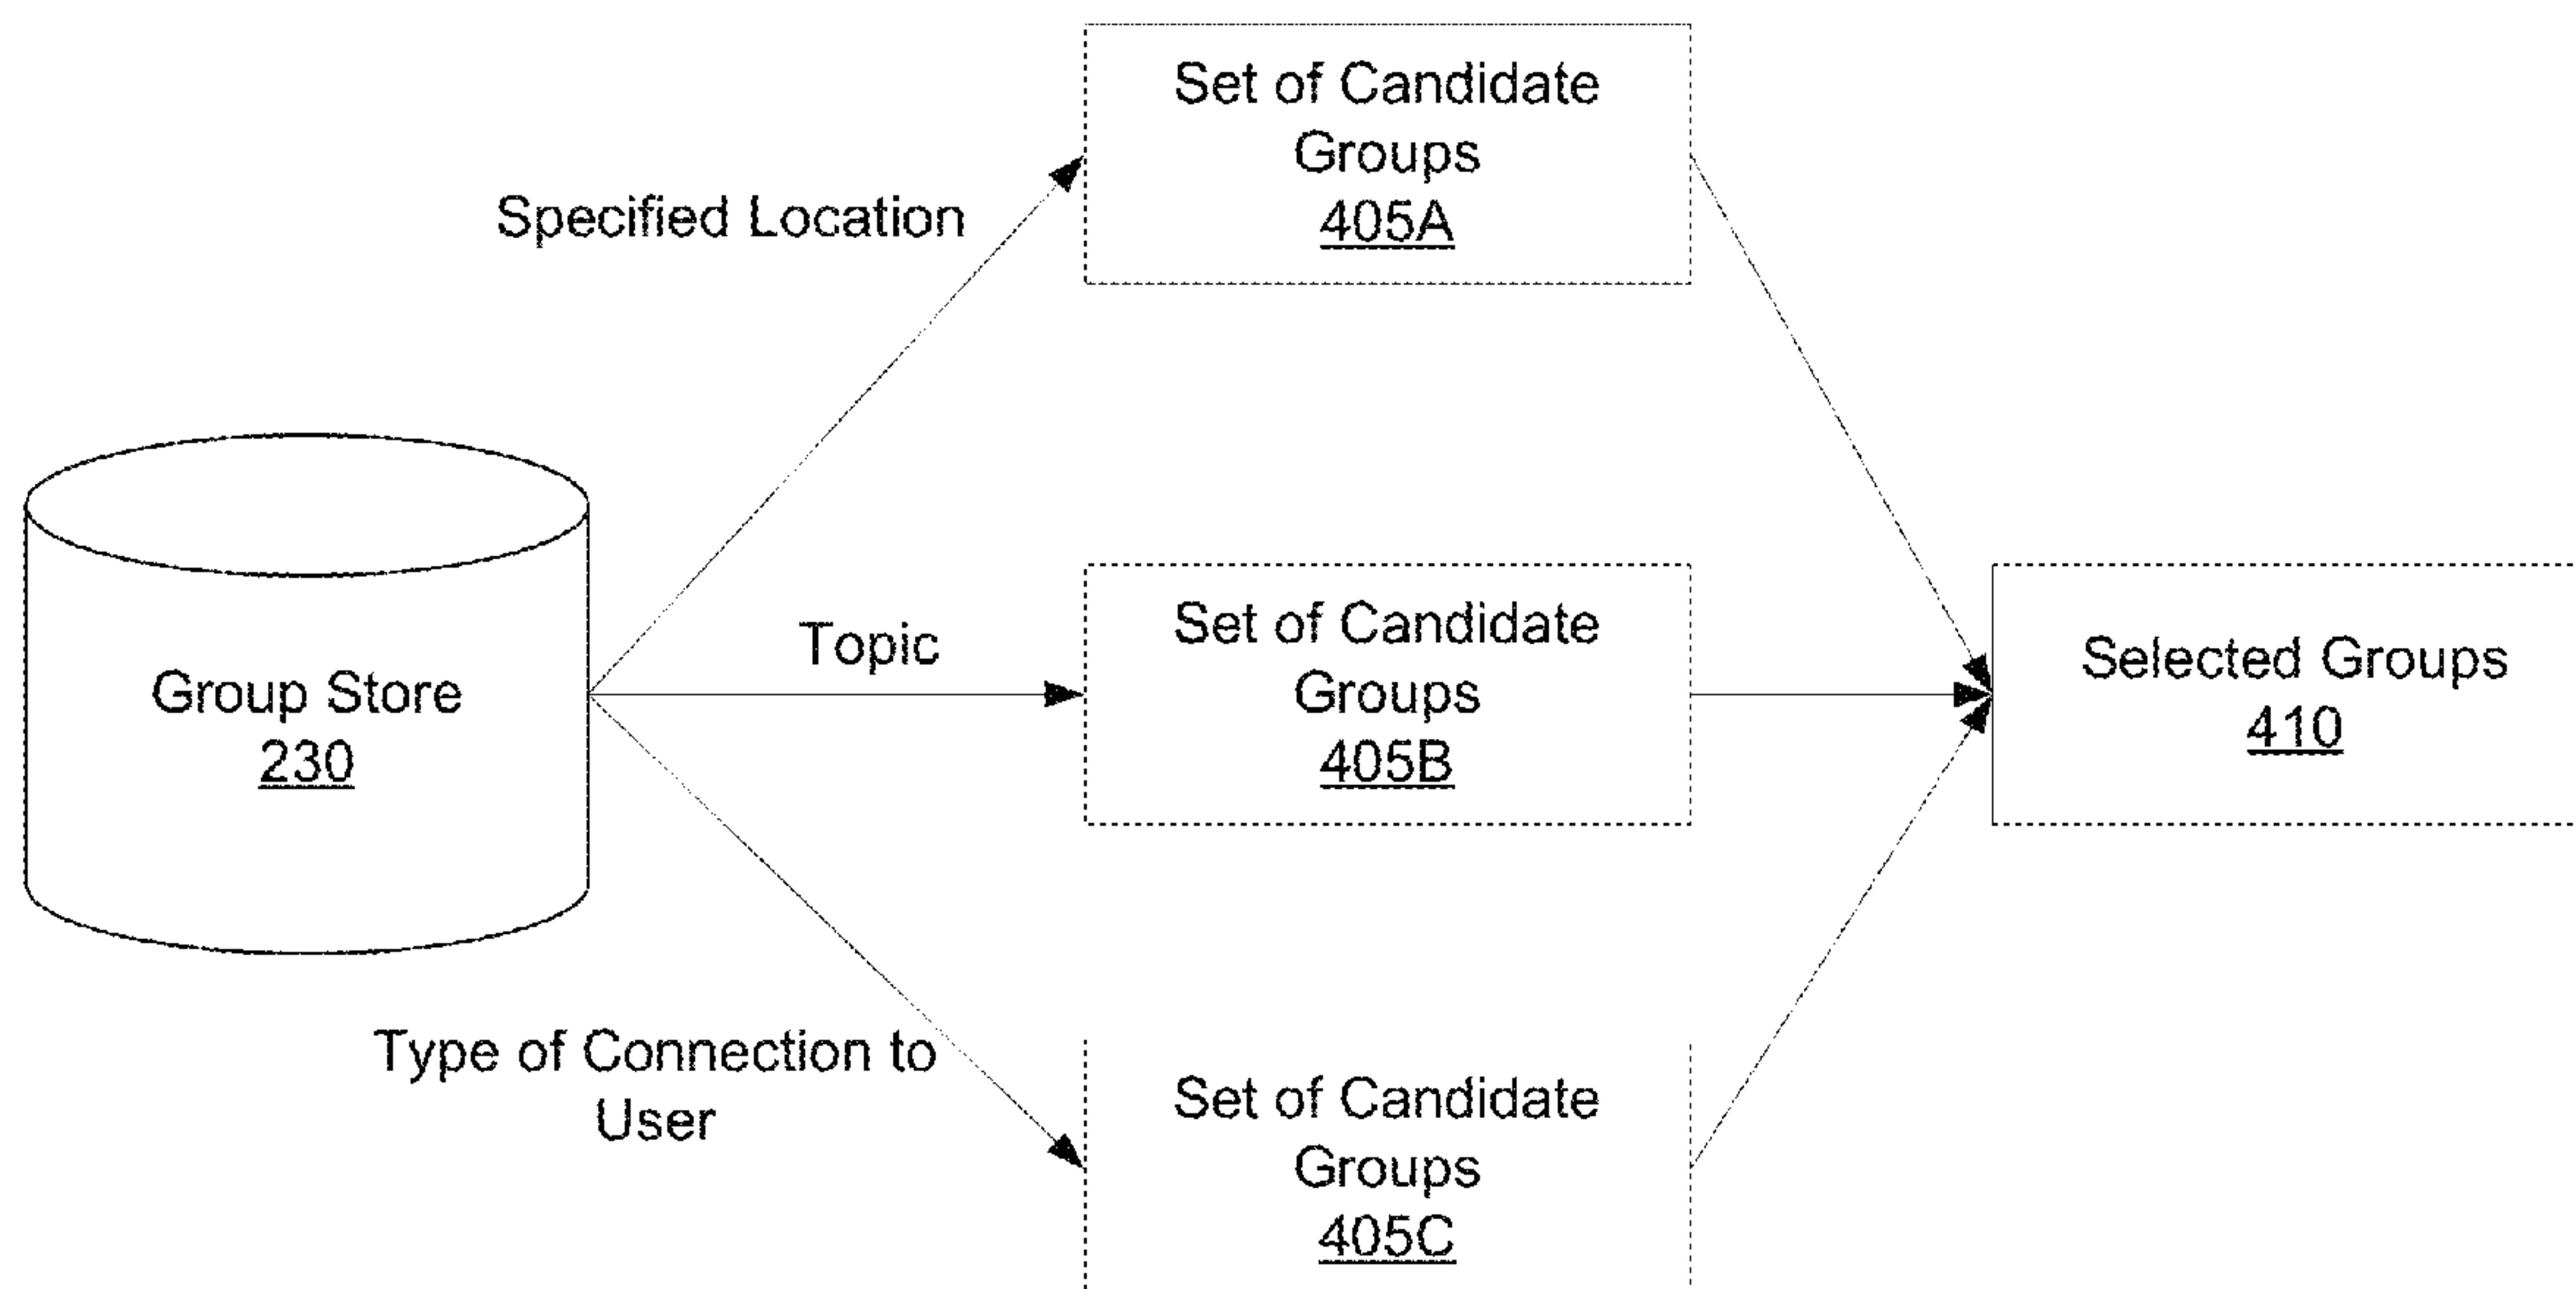 Set of Candidate
Groups
405A
Specified Location
Topic
Set of Candidate
Groups
405B
Group Store
230
Selected Groups
410
Type of Connection to
User
Set of Candidate
Groups
405C